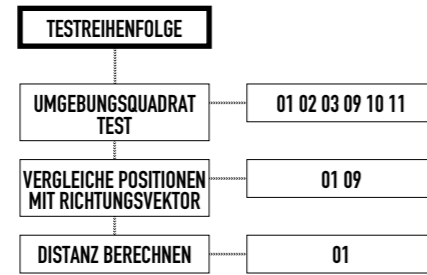 TESTREIHENFOLGE
UMGEBUNGSQUADRAT
TEST
01 02 03 09 10 11
VERGLEICHE POSITIONEN
MIT RICHTUNGSVEKTOR
01 09
DISTANZ BERECHNEN
01